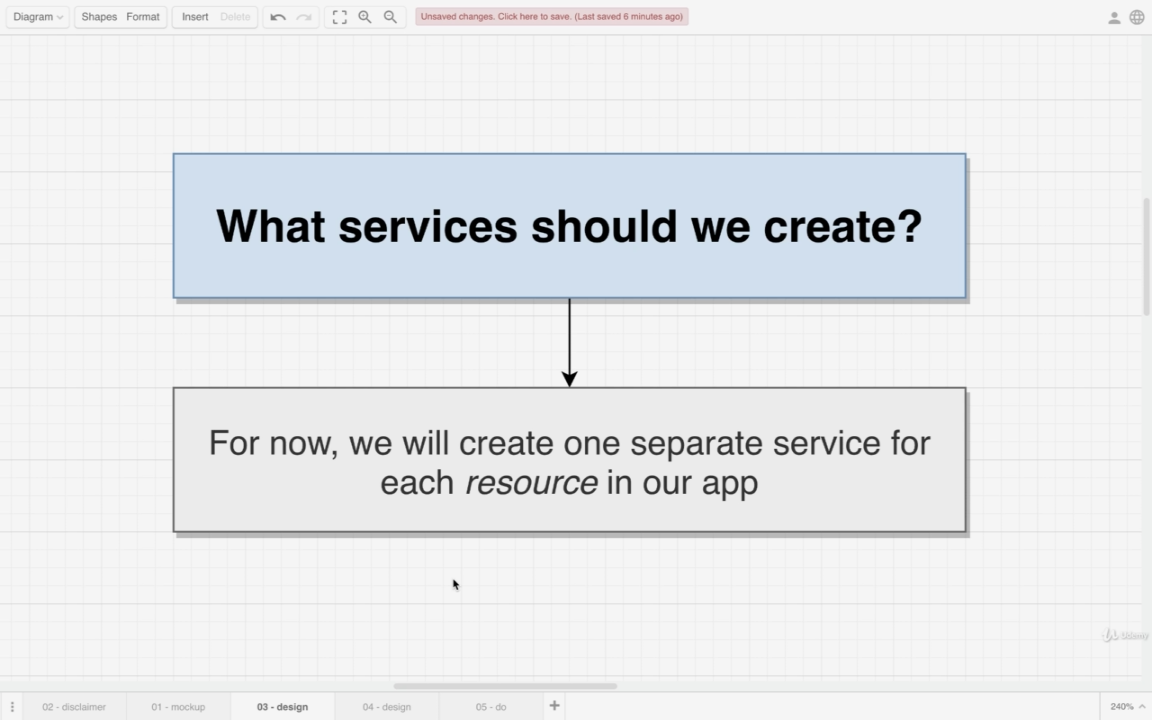 Diagram Shapes Format Insert Delete Unsaved changes. Click here to save. (Last saved 6 minutes ago)
What services should we create?
For now, we will create one separate service for
each resource in our app
Udemy
02 - disclaimer 01 - mockup 03 - design 04 - design 05 - do + 240%